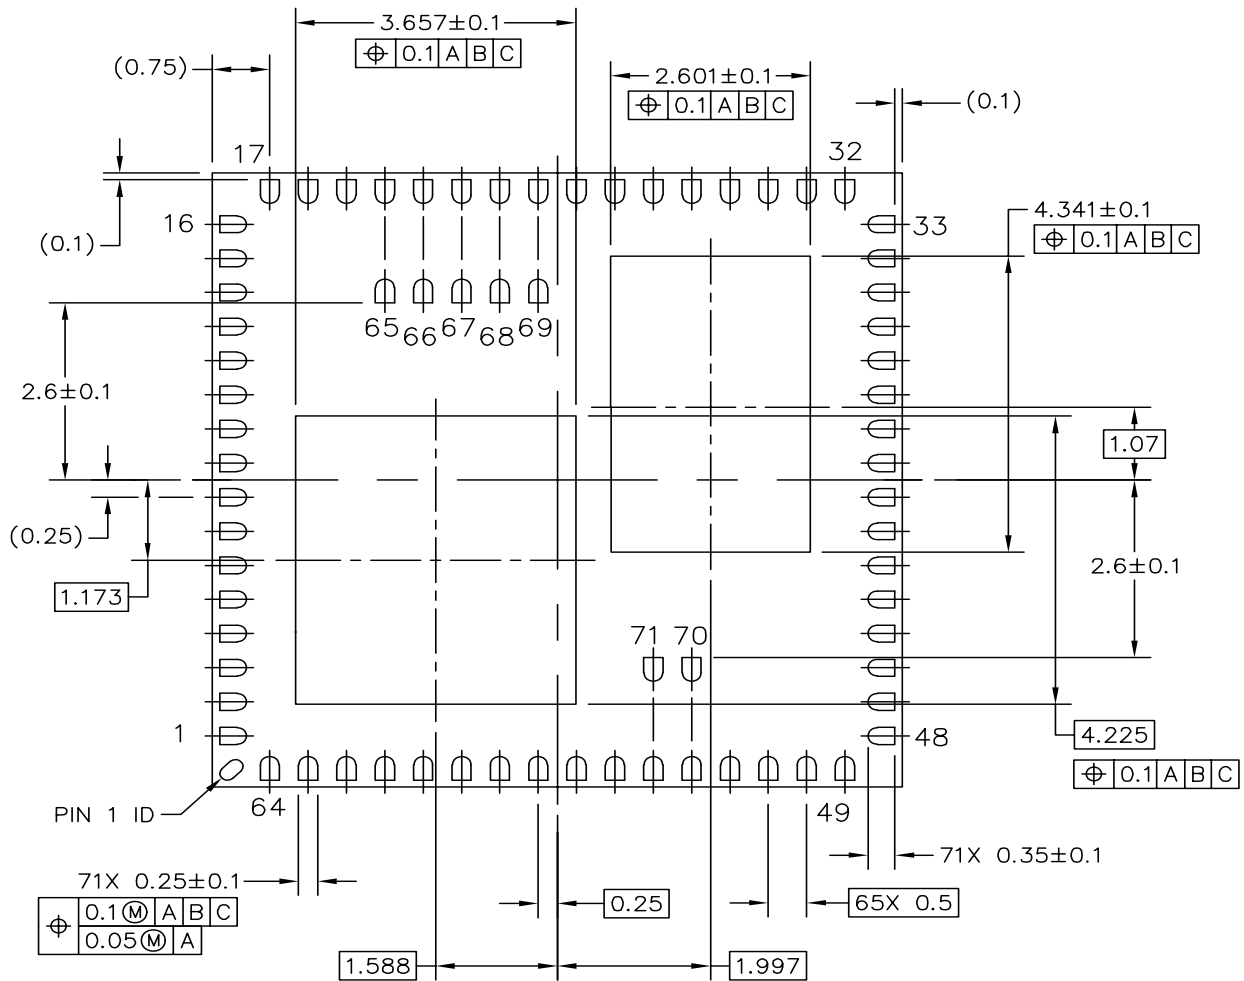 3.657±0.1
⌖ 0.1 A B C
(0.75)
2.601±0.1
⌖ 0.1 A B C
(0.1)
17
32
16
33
4.341±0.1
⌖ 0.1 A B C
(0.1)
65 66 67 68 69
2.6±0.1
1.07
(0.25)
1.173
2.6±0.1
71 70
1
48
4.225
⌖ 0.1 A B C
PIN 1 ID
64
49
71X 0.35±0.1
71X 0.25±0.1
⌖ 0.1 Ⓜ A B C
0.05 Ⓜ A
0.25
65X 0.5
1.588
1.997